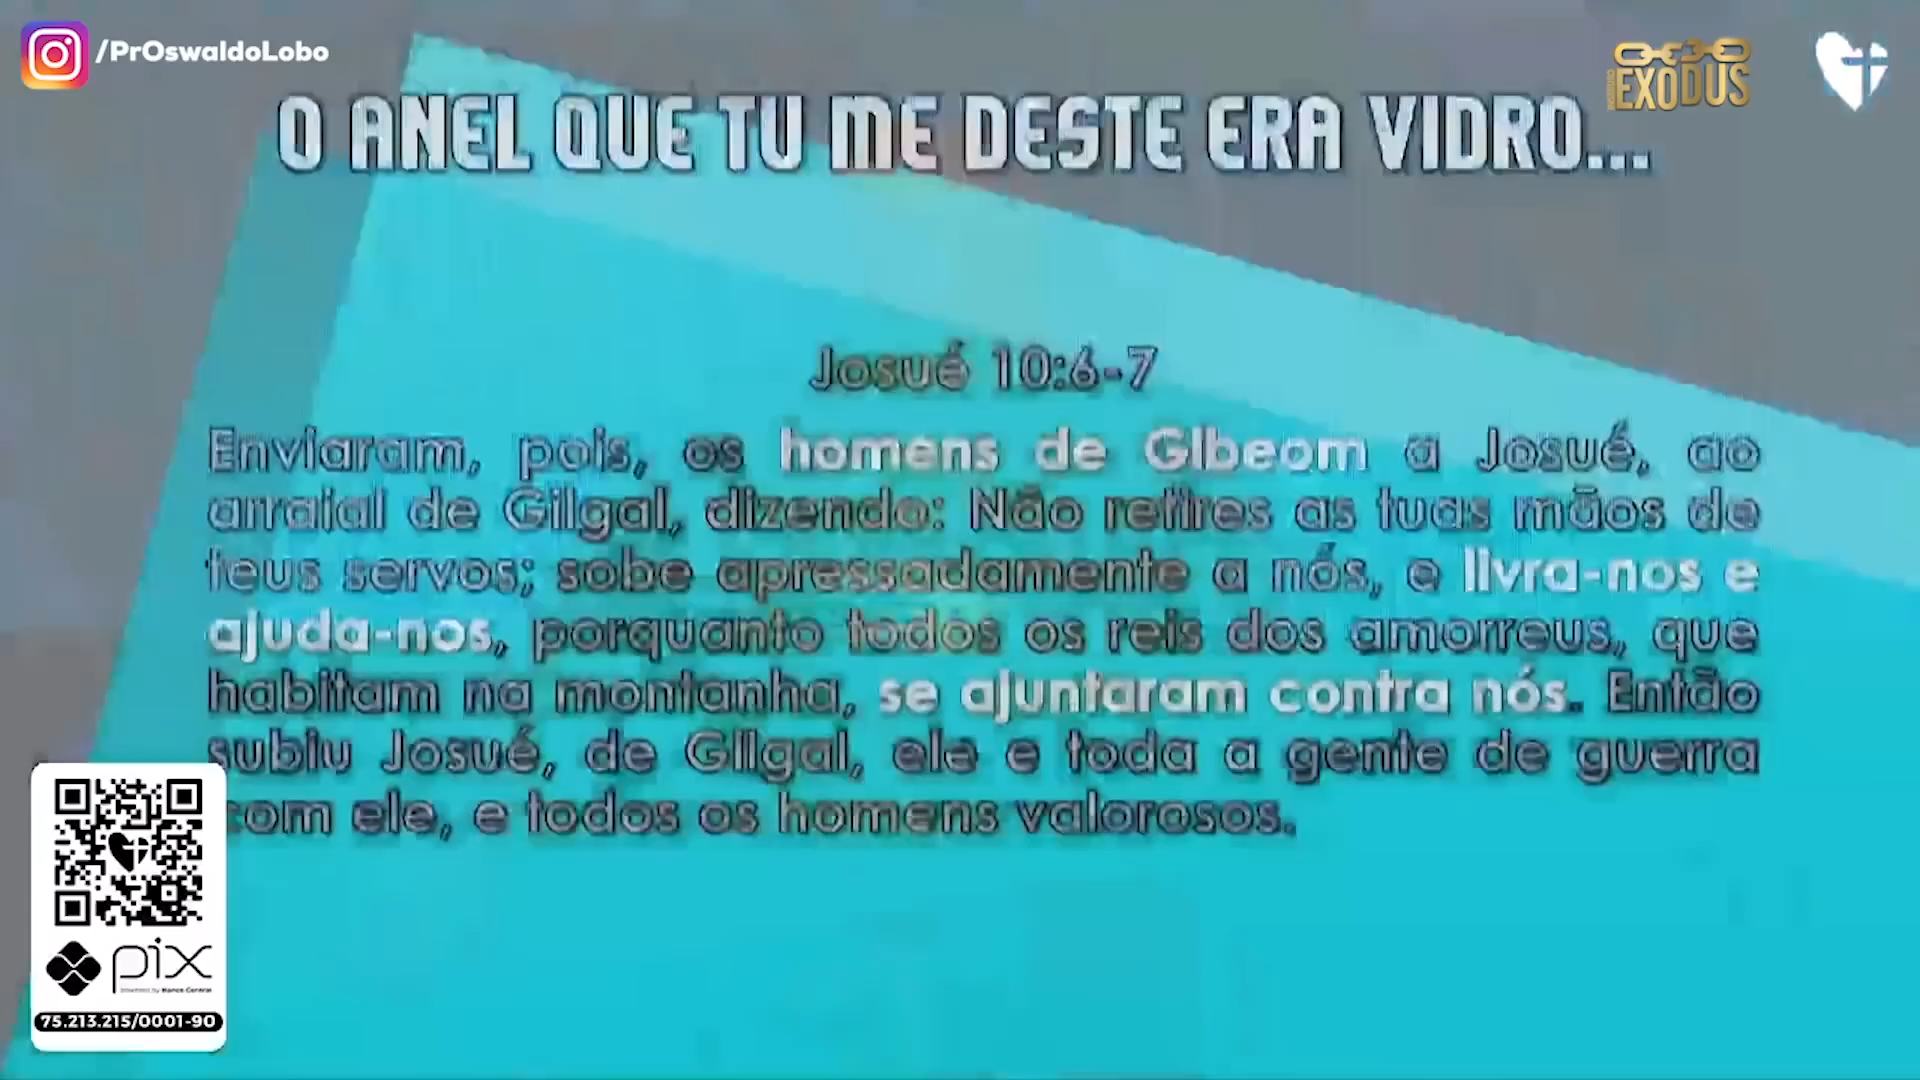 /PrOswaldoLobo
EXODUS
O ANEL QUE TU ME DESTE ERA VIDRO...
Josué 10:6-7
Enviaram, pois, os homens de Gibeom a Josué, ao
arraial de Gilgal, dizendo: Não retires as tuas mãos de
teus servos; sobe apressadamente a nós, e livra-nos e
ajuda-nos, porquanto todos os reis dos amorreus, que
habitam na montanha, se ajuntaram contra nós. Então
subiu Josué, de Gilgal, ele e toda a gente de guerra
com ele, e todos os homens valorosos.
pix
powered by Banco Central
75.213.215/0001-90